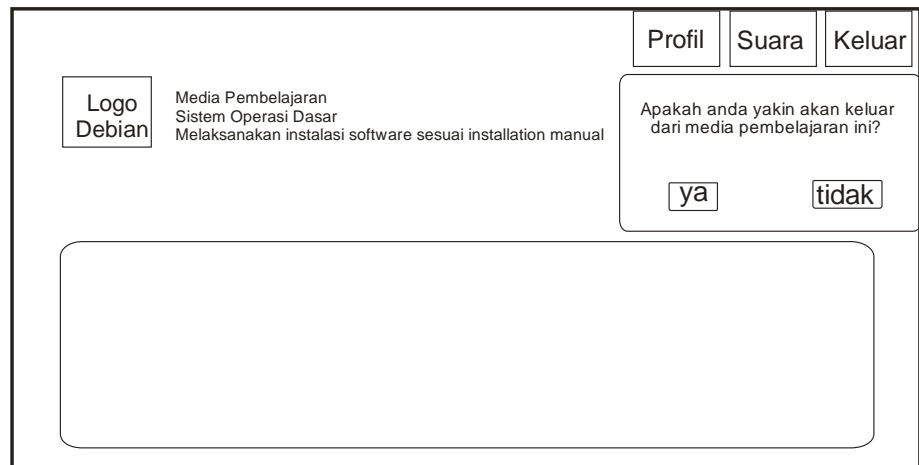 Profil
Suara
Keluar
Logo
Debian
Media Pembelajaran
Sistem Operasi Dasar
Melaksanakan instalasi software sesuai installation manual
Apakah anda yakin akan keluar
dari media pembelajaran ini?
ya
tidak